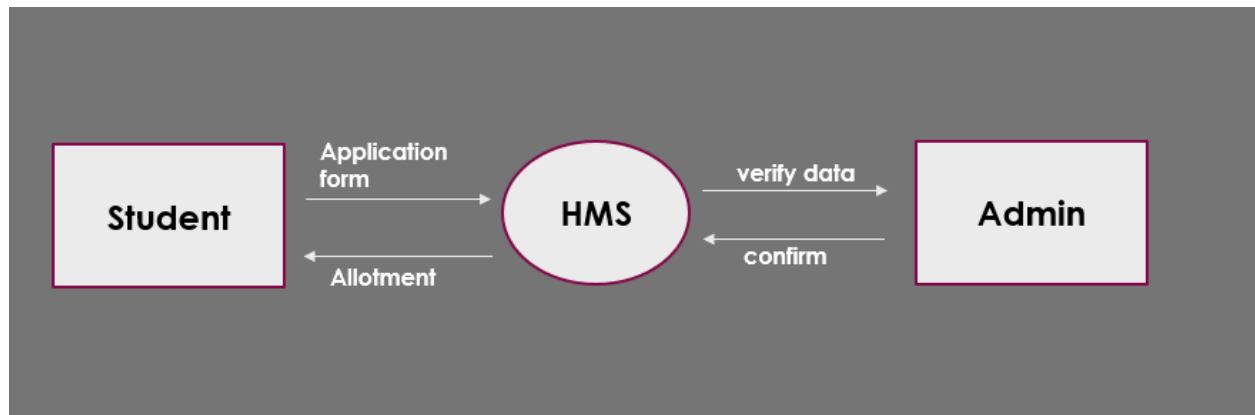 Application
form
verify data
Student
HMS
Admin
Allotment
confirm